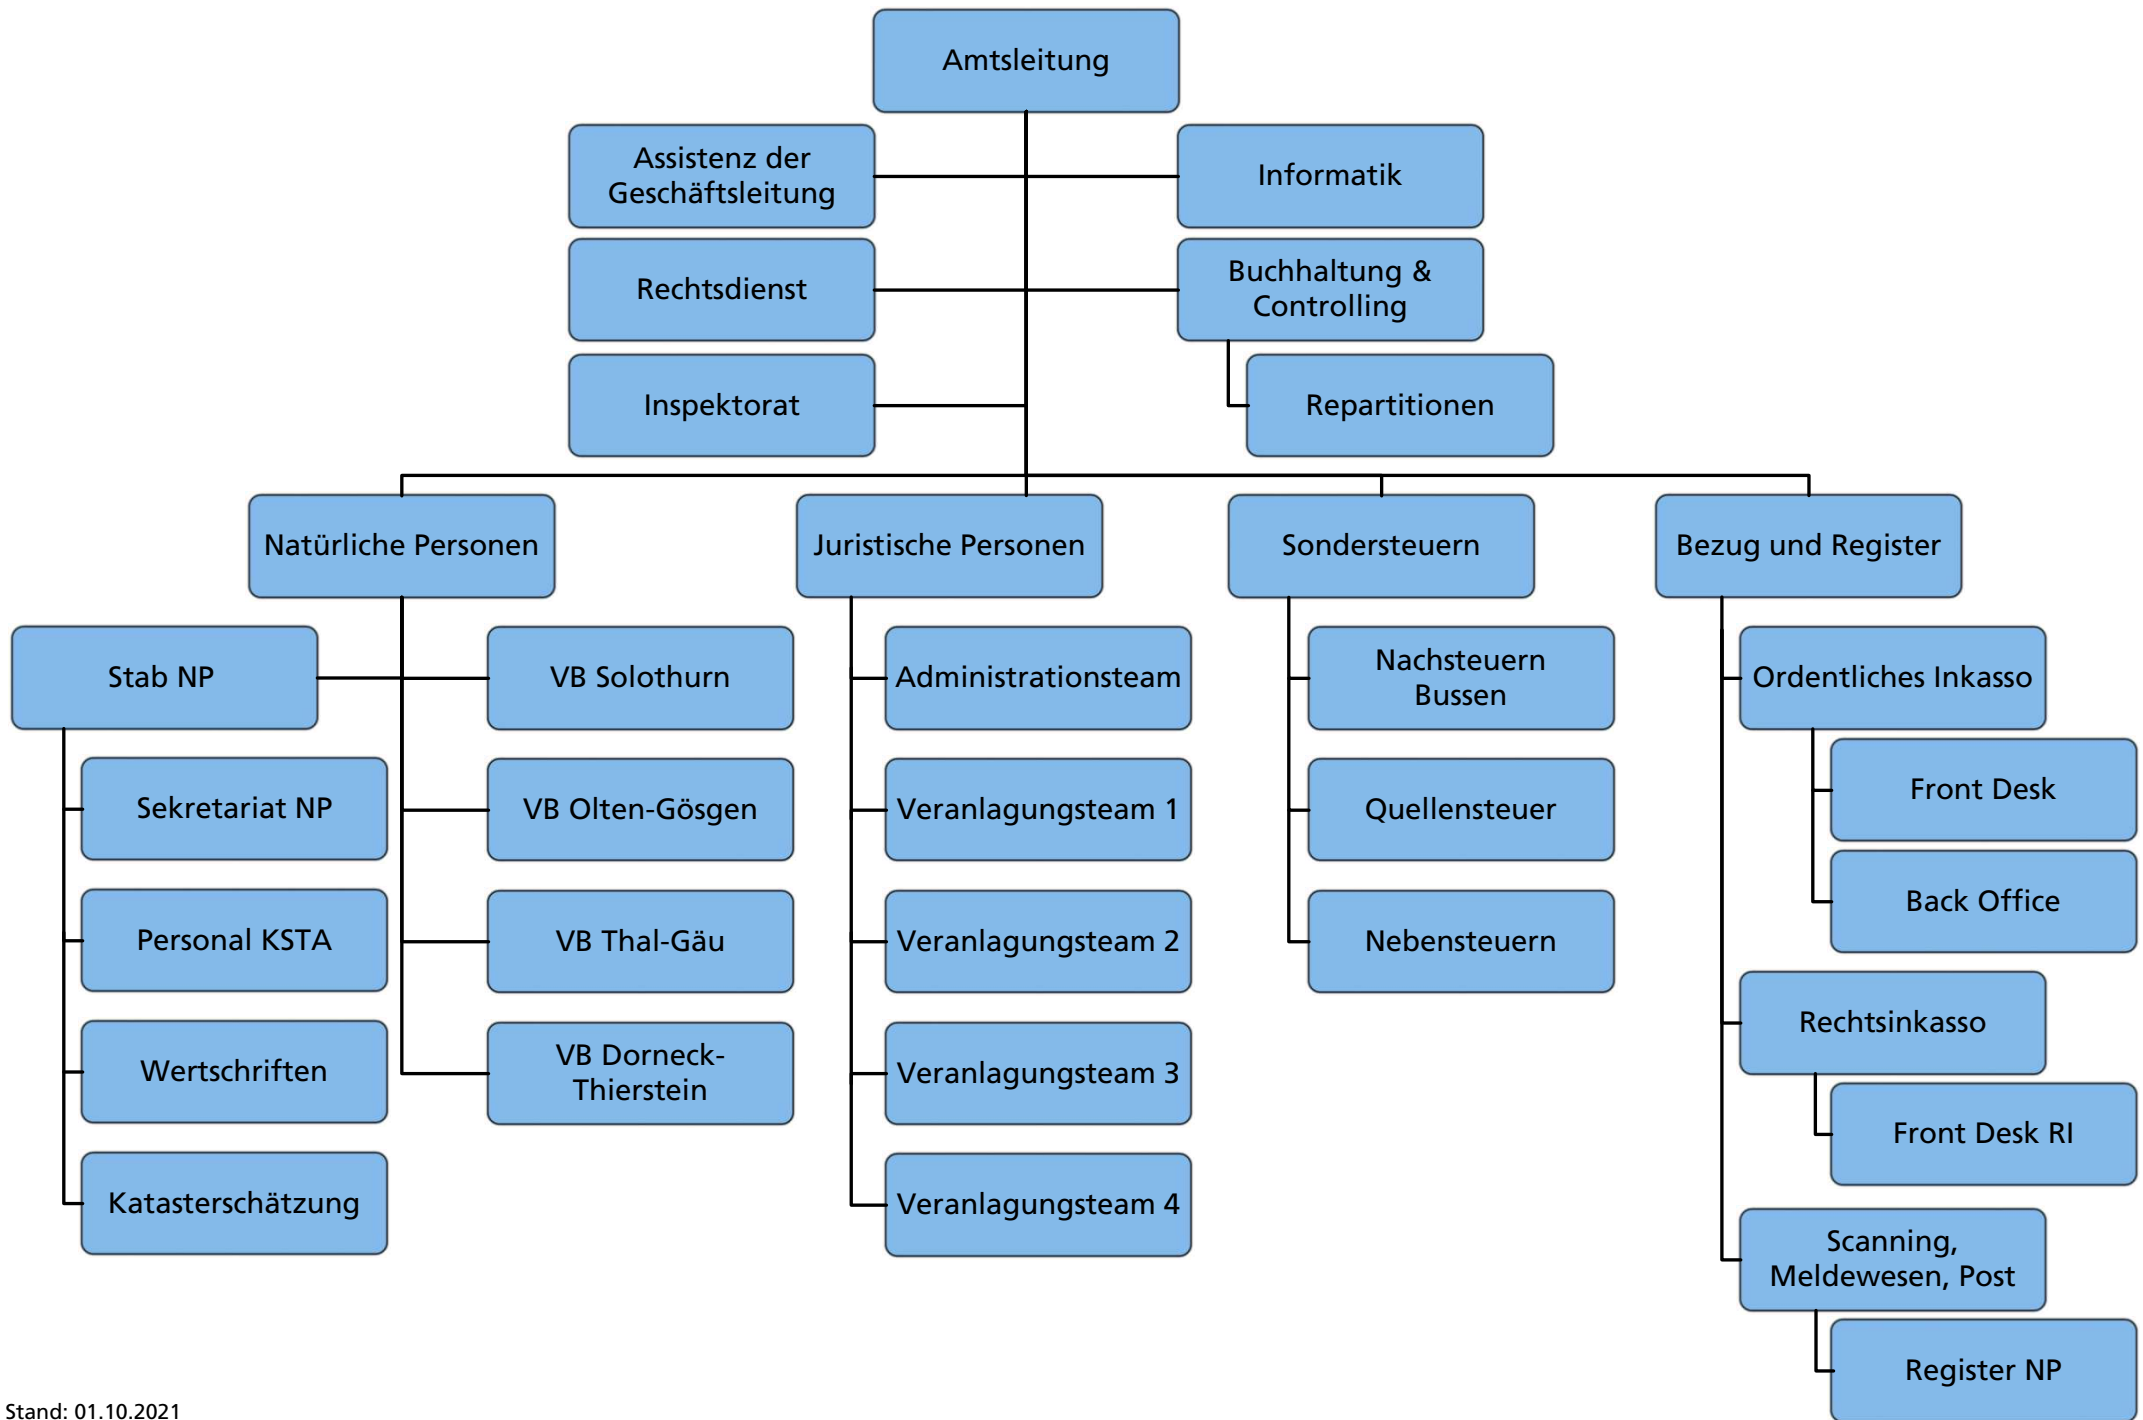 Amtsleitung
Assistenz der
Geschäftsleitung
Informatik
Rechtsdienst
Buchhaltung &
Controlling
Inspektorat
Repartitionen
Natürliche Personen
Juristische Personen
Sondersteuern
Bezug und Register
Stab NP
Sekretariat NP
Personal KSTA
Wertschriften
Katasterschätzung
VB Solothurn
VB Olten-Gösgen
VB Thal-Gäu
VB Dorneck-
Thierstein
Administrationsteam
Veranlagungsteam 1
Veranlagungsteam 2
Veranlagungsteam 3
Veranlagungsteam 4
Nachsteuern
Bussen
Quellensteuer
Nebensteuern
Ordentliches Inkasso
Front Desk
Back Office
Rechtsinkasso
Front Desk RI
Scanning,
Meldewesen, Post
Register NP
Stand: 01.10.2021